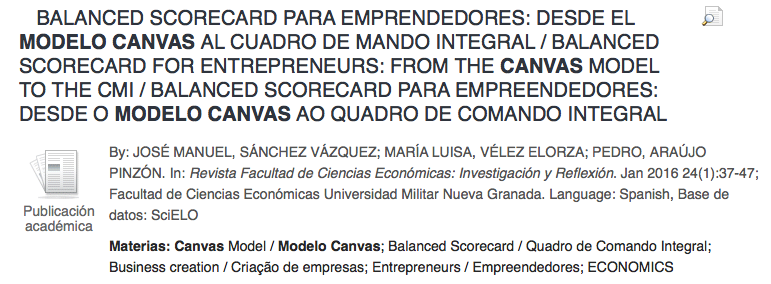 BALANCED SCORECARD PARA EMPRENDEDORES: DESDE EL
MODELO CANVAS AL CUADRO DE MANDO INTEGRAL / BALANCED
SCORECARD FOR ENTREPRENEURS: FROM THE CANVAS MODEL
TO THE CMI / BALANCED SCORECARD PARA EMPREENDEDORES:
DESDE O MODELO CANVAS AO QUADRO DE COMANDO INTEGRAL
Publicación
académica
By: JOSÉ MANUEL, SÁNCHEZ VÁZQUEZ; MARÍA LUISA, VÉLEZ ELORZA; PEDRO, ARAÚJO
PINZÓN. In: Revista Facultad de Ciencias Económicas: Investigación y Reflexión. Jan 2016 24(1):37-47;
Facultad de Ciencias Económicas Universidad Militar Nueva Granada. Language: Spanish, Base de
datos: SciELO
Materias: Canvas Model / Modelo Canvas; Balanced Scorecard / Quadro de Comando Integral;
Business creation / Criação de empresas; Entrepreneurs / Empreendedores; ECONOMICS